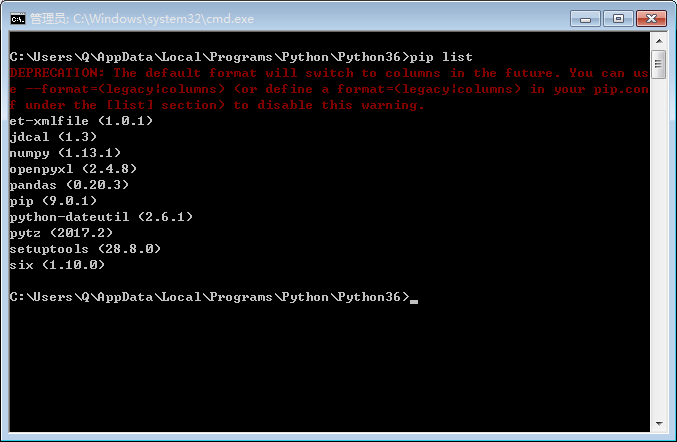 管理员: C:\Windows\system32\cmd.exe
C:\Users\Q\AppData\Local\Programs\Python\Python36>pip list
DEPRECATION: The default format will switch to columns in the future. You can us
e --format=(legacy|columns) (or define a format=(legacy|columns) in your pip.con
f under the [list] section) to disable this warning.
et-xmlfile (1.0.1)
jdcal (1.3)
numpy (1.13.1)
openpyxl (2.4.8)
pandas (0.20.3)
pip (9.0.1)
python-dateutil (2.6.1)
pytz (2017.2)
setuptools (28.8.0)
six (1.10.0)
C:\Users\Q\AppData\Local\Programs\Python\Python36>